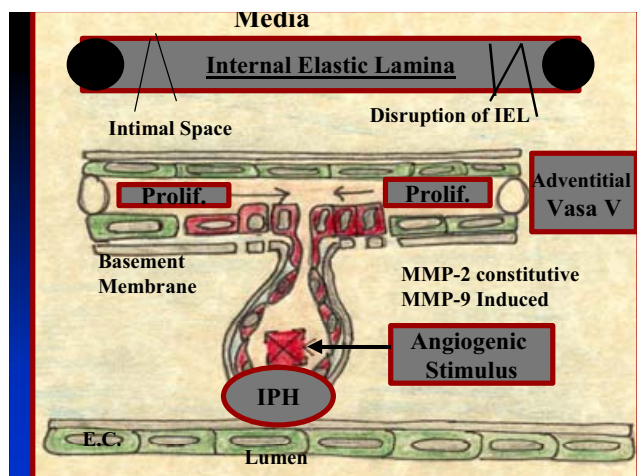 Media
Internal Elastic Lamina
Intimal Space
Disruption of IEL
Prolif.
Prolif.
Adventitial
Vasa V
Basement
Membrane
MMP-2 constitutive
MMP-9 Induced
Angiogenic
Stimulus
IPH
E.C.
Lumen